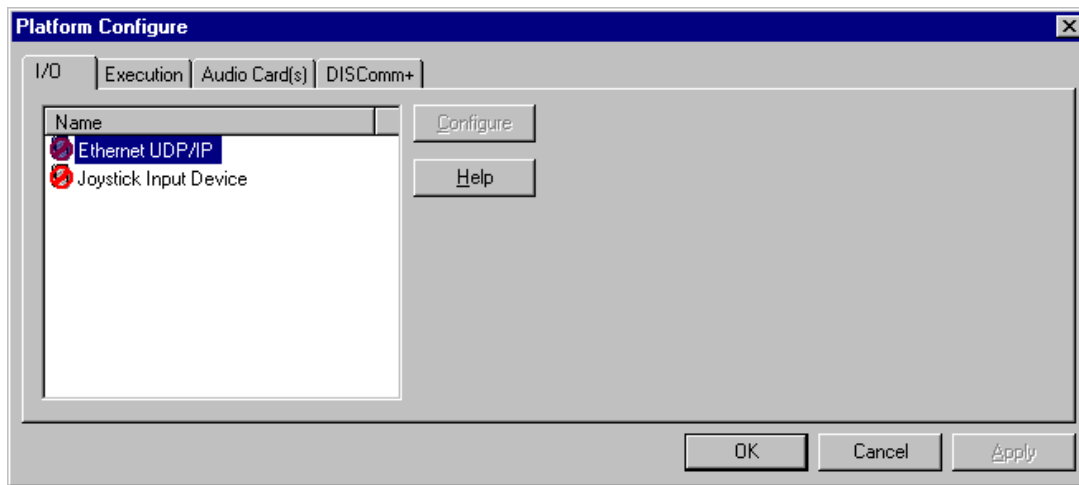 Platform Configure
I/O Execution Audio Card(s) DISComm+
Name
Configure
Ethernet UDP/IP
Joystick Input Device
Help
OK Cancel Apply